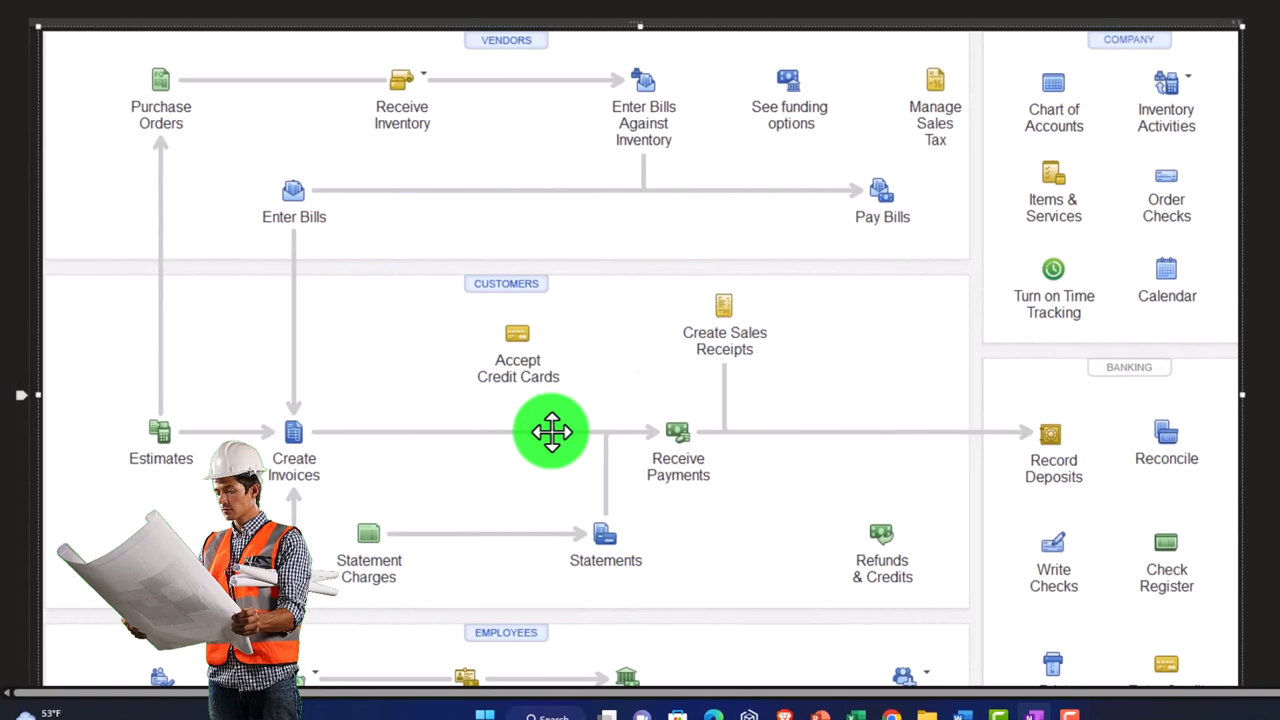 VENDORS
COMPANY
Purchase
Orders
Receive
Inventory
Enter Bills
Against
Inventory
See funding
options
Manage
Sales
Tax
Chart of
Accounts
Inventory
Activities
Enter Bills
Pay Bills
Items &
Services
Order
Checks
CUSTOMERS
Turn on Time
Tracking
Calendar
Create Sales
Receipts
Accept
Credit Cards
BANKING
Estimates
Create
Invoices
Receive
Payments
Record
Deposits
Reconcile
Statement
Charges
Statements
Refunds
& Credits
Write
Checks
Check
Register
EMPLOYEES
53°F
Search